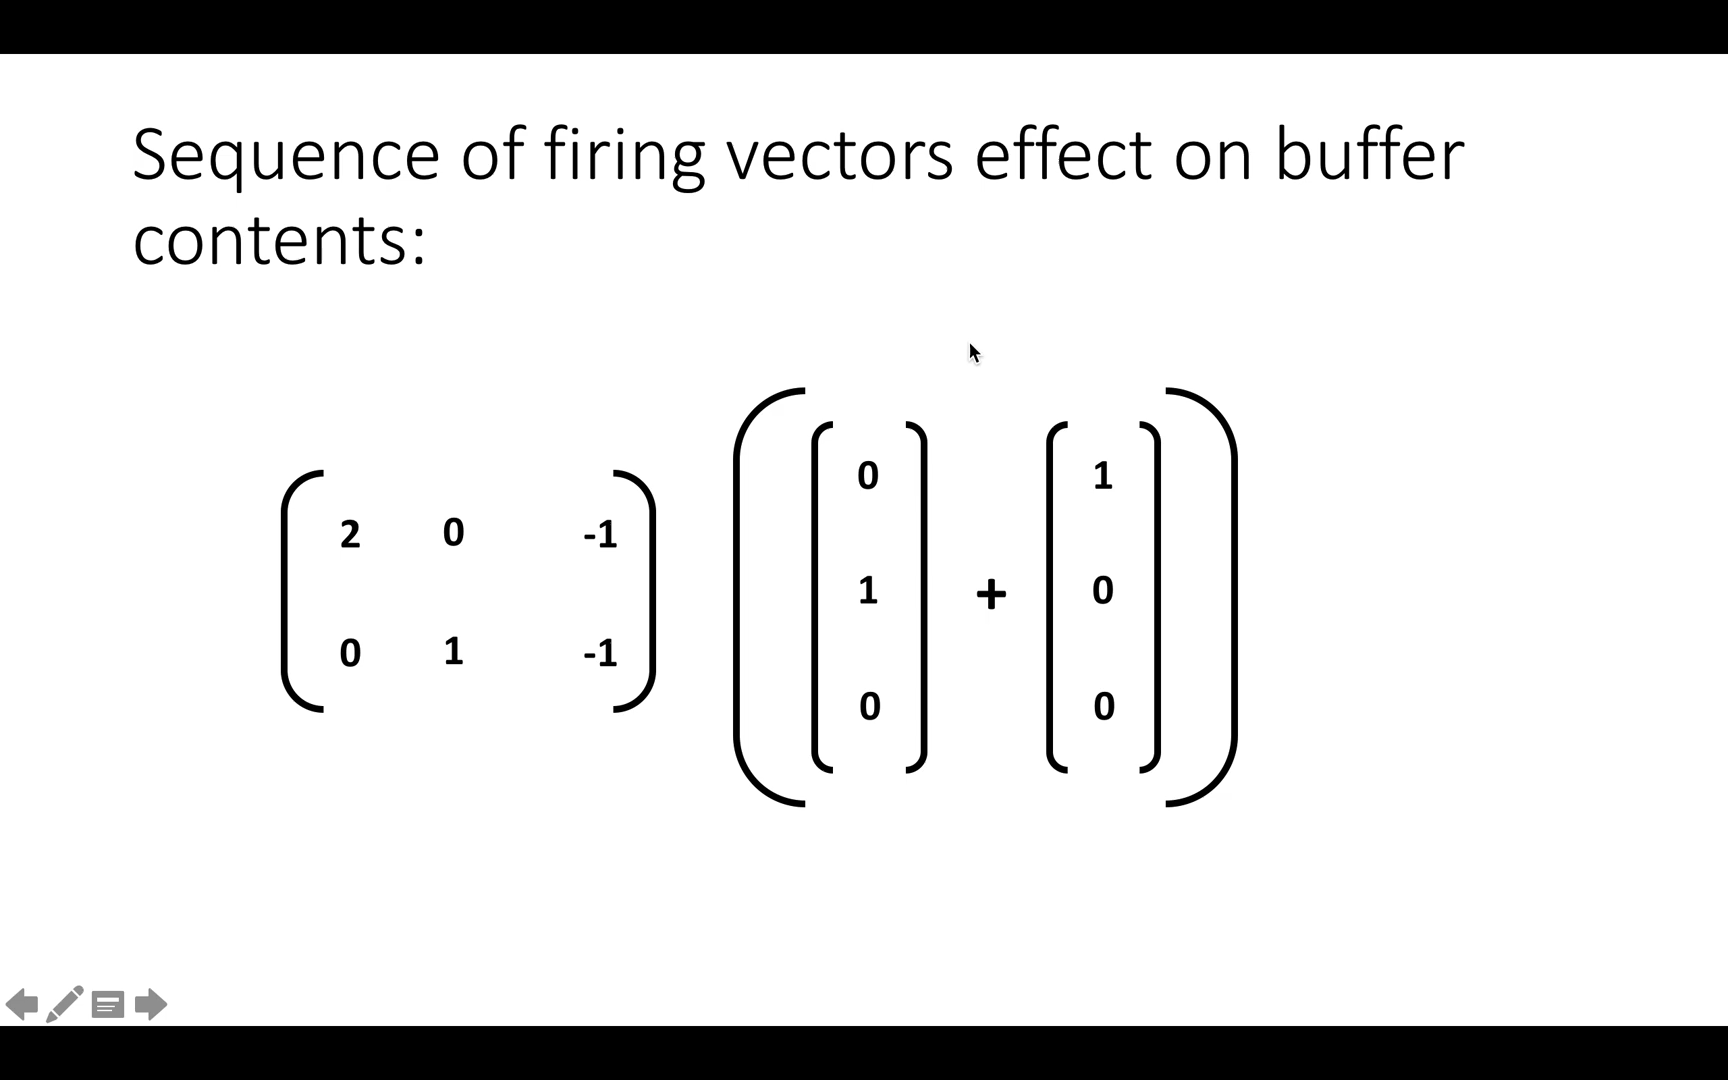 Sequence of firing vectors effect on buffer
contents:
0 1
2 0 -1
1 + 0
0 1 -1
0 0